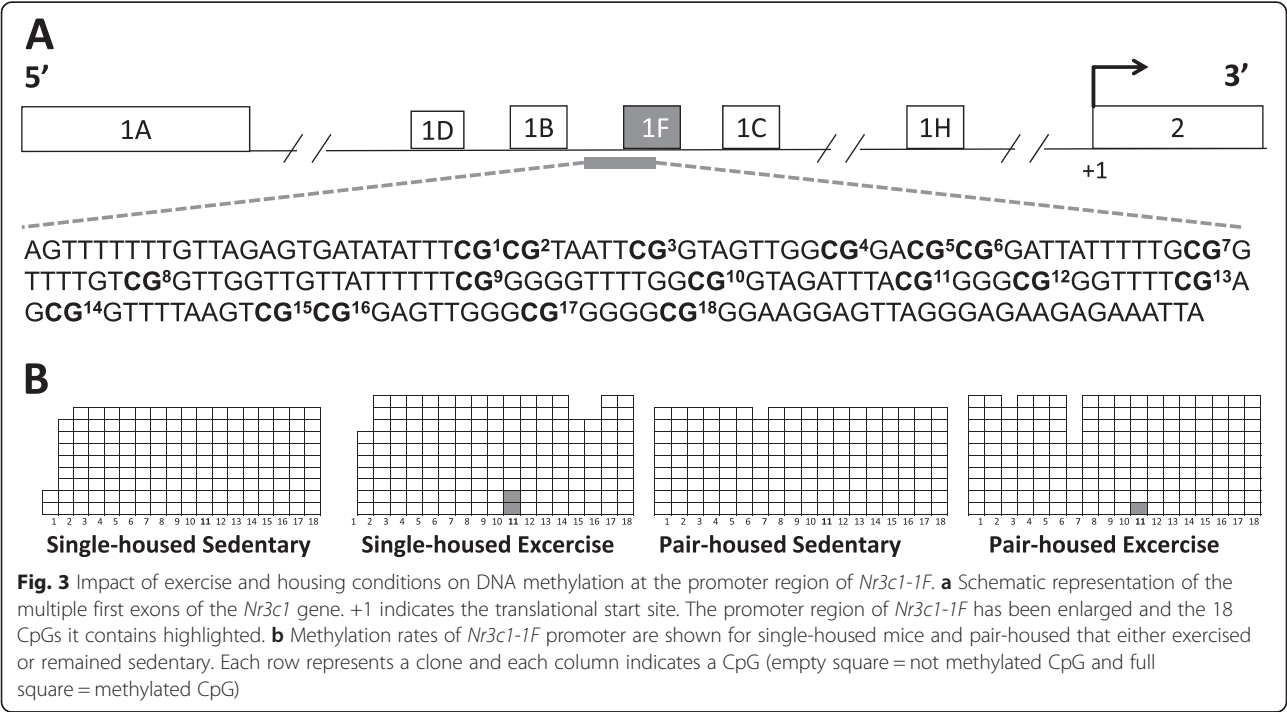 A
5’
3’
1A
1D
1B
1F
1C
1H
2
+1
AGTTTTTTTGTTAGAGTGATATATTTCG¹CG²TAATTCG³GTAGTTGGCG⁴GACG⁵CG⁶GATTATTTTTGCG⁷G
TTTTGTCG⁸GTTGGTTGTTATTTTTTCG⁹GGGGTTTTGGCG¹⁰GTAGATTTACG¹¹GGGCG¹²GGTTTTCG¹³A
GCG¹⁴GTTTTAAGTCG¹⁵CG¹⁶GAGTTGGGCG¹⁷GGGGCG¹⁸GGAAGGAGTTAGGGAGAAGAGAAATTA
B
1 2 3 4 5 6 7 8 9 10 11 12 13 14 15 16 17 18
1 2 3 4 5 6 7 8 9 10 11 12 13 14 15 16 17 18
1 2 3 4 5 6 7 8 9 10 11 12 13 14 15 16 17 18
1 2 3 4 5 6 7 8 9 10 11 12 13 14 15 16 17 18
Single-housed Sedentary
Single-housed Excercise
Pair-housed Sedentary
Pair-housed Exercise
Fig. 3 Impact of exercise and housing conditions on DNA methylation at the promoter region of Nr3c1-1F. a Schematic representation of the
multiple first exons of the Nr3c1 gene. +1 indicates the translational start site. The promoter region of Nr3c1-1F has been enlarged and the 18
CpGs it contains highlighted. b Methylation rates of Nr3c1-1F promoter are shown for single-housed mice and pair-housed that either exercised
or remained sedentary. Each row represents a clone and each column indicates a CpG (empty square = not methylated CpG and full
square = methylated CpG)